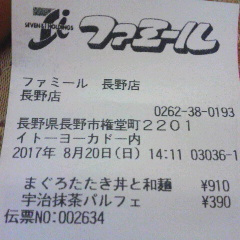 SEVEN&i HOLDINGS
ファミール
ファミール 長野店
長野店
0262-38-0193
長野県長野市権堂町2201
イトーヨーカドー内
2017年 8月20日(日) 14:11 03036-1
まぐろたたき丼と和麺 ¥910
宇治抹茶パルフェ ¥390
伝票NO:002634